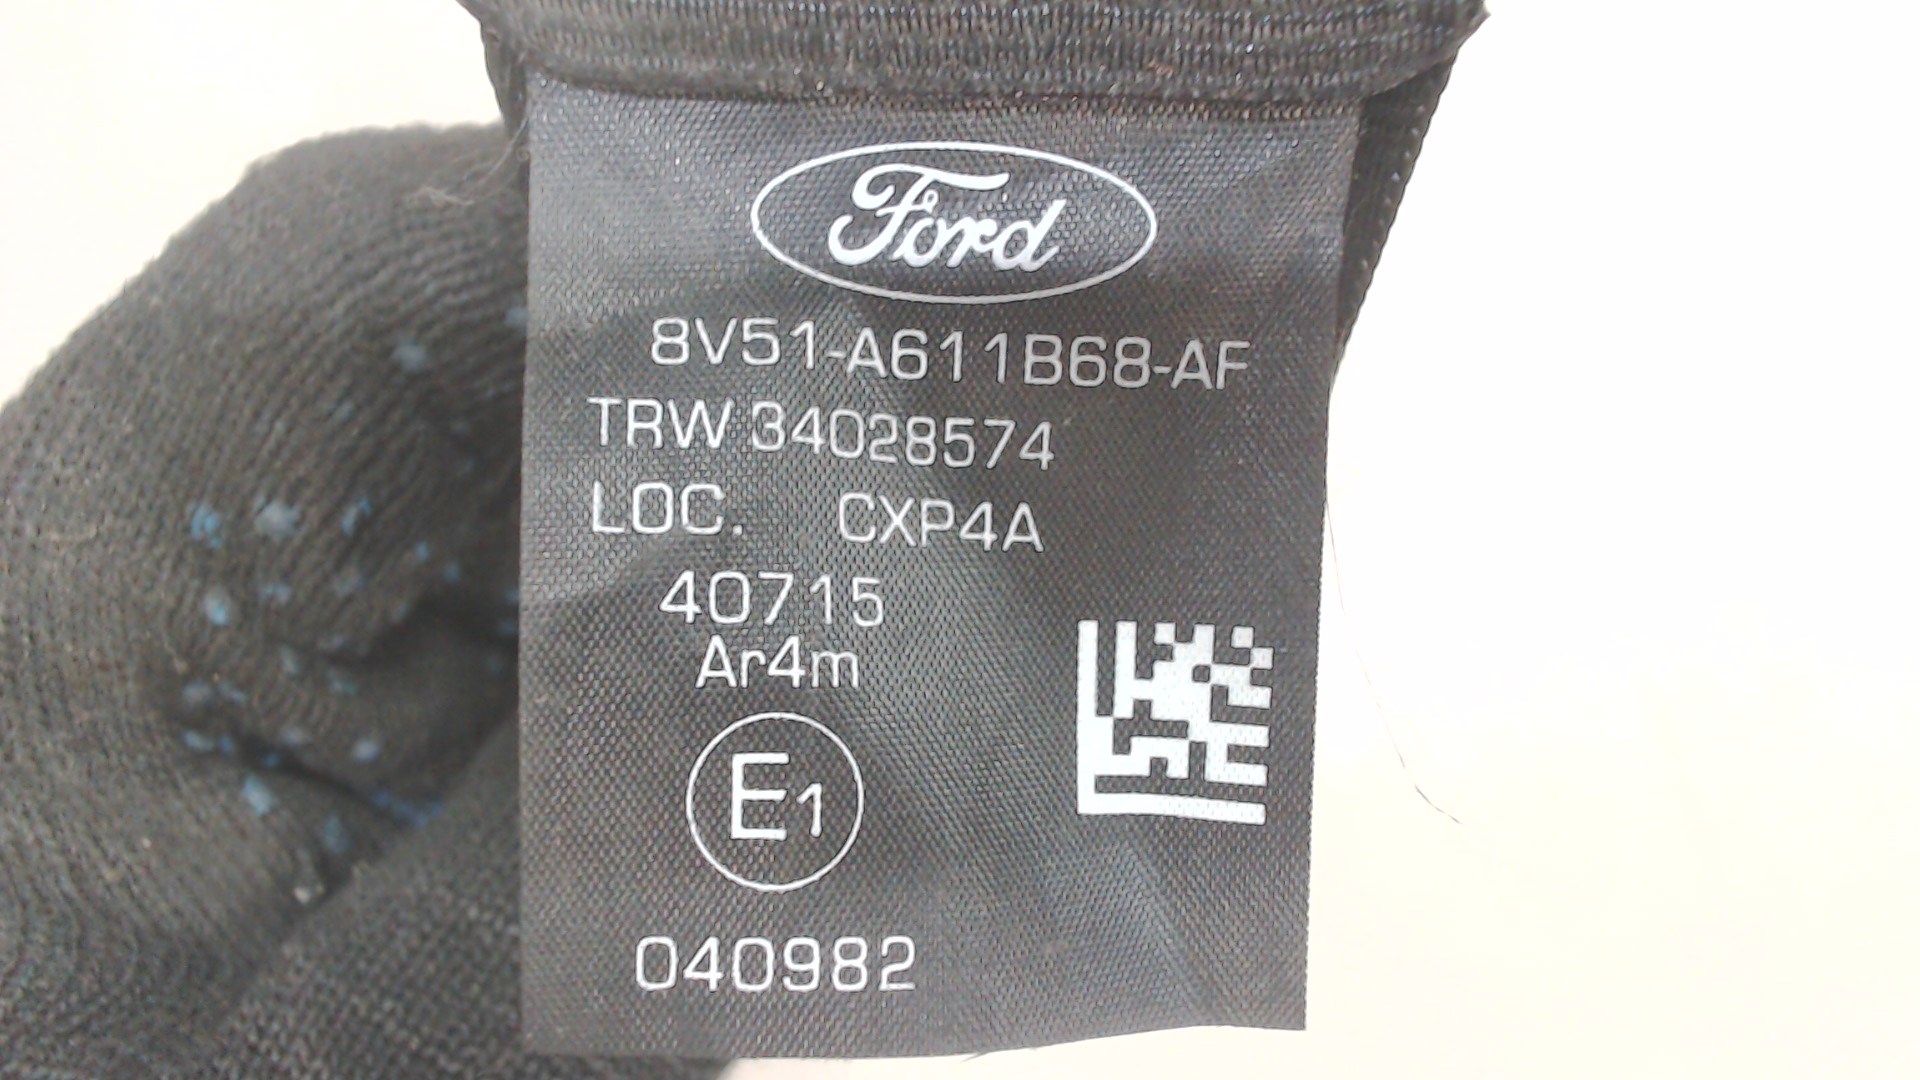 Ford
8V51-A611B68-AF
TRW 34028574
LOC. CXP4A
40715
Ar4m
E1
040982